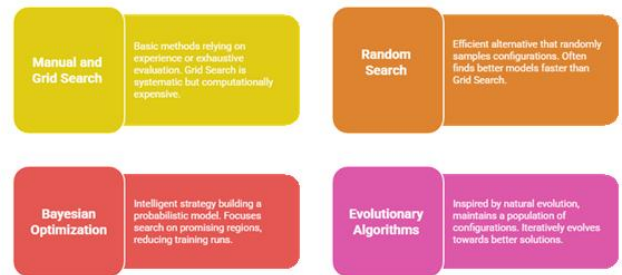 Manual and
Grid Search
Basic methods relying on
experience or exhaustive
evaluation. Grid Search is
systematic but computationally
expensive.
Random
Search
Efficient alternative that randomly
samples configurations. Often
finds better models faster than
Grid Search.
Bayesian
Optimization
Intelligent strategy building a
probabilistic model. Focuses
search on promising regions,
reducing training runs.
Evolutionary
Algorithms
Inspired by natural evolution,
maintains a population of
configurations. Iteratively evolves
towards better solutions.